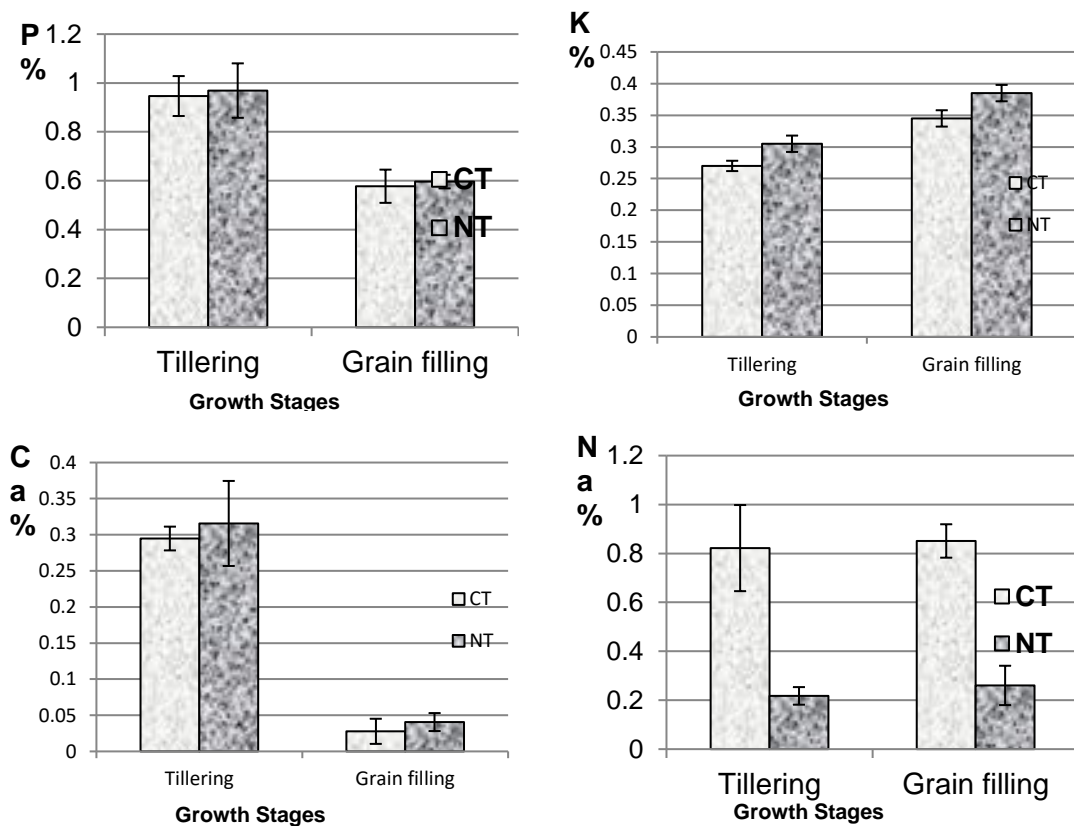 P
%
1.2
1
0.8
0.6
0.4
0.2
0
CT
NT
Tillering Grain filling
Growth Stages
K
%
0.45
0.4
0.35
0.3
0.25
0.2
0.15
0.1
0.05
0
CT
NT
Tillering Grain filling
Growth Stages
C
a
%
0.4
0.35
0.3
0.25
0.2
0.15
0.1
0.05
0
CT
NT
Tillering Grain filling
Growth Stages
N
a
%
1.2
1
0.8
0.6
0.4
0.2
0
CT
NT
Tillering Grain filling
Growth Stages